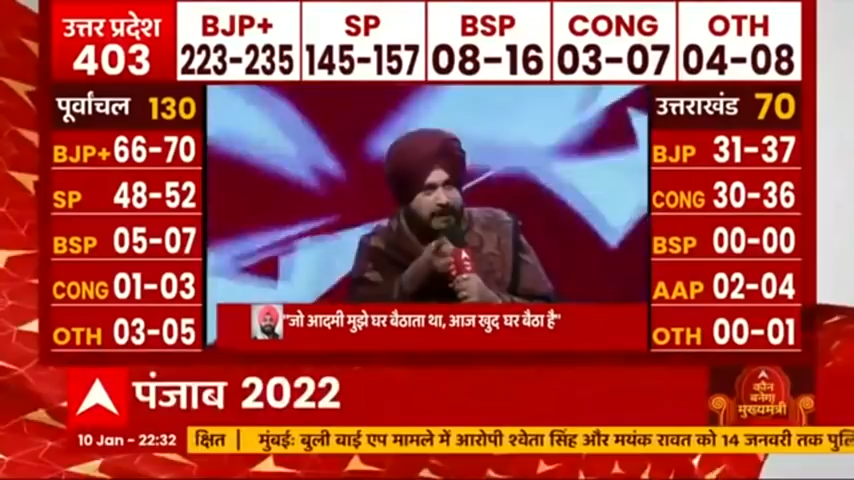 उत्तर प्रदेश 403
BJP+ 223-235
SP 145-157
BSP 08-16
CONG 03-07
OTH 04-08
पूर्वांचल 130
BJP+ 66-70
SP 48-52
BSP 05-07
CONG 01-03
OTH 03-05
उत्तराखंड 70
BJP 31-37
CONG 30-36
BSP 00-00
AAP 02-04
OTH 00-01
"जो आदमी मुझे घर बैठाता था, आज खुद घर बैठा है"
पंजाब 2022
कौन
बनेगा
मुख्यमंत्री
10 Jan - 22:32
क्षित | मुंबई: बुली बाई एप मामले में आरोपी श्वेता सिंह और मयंक रावत को 14 जनवरी तक पुलि